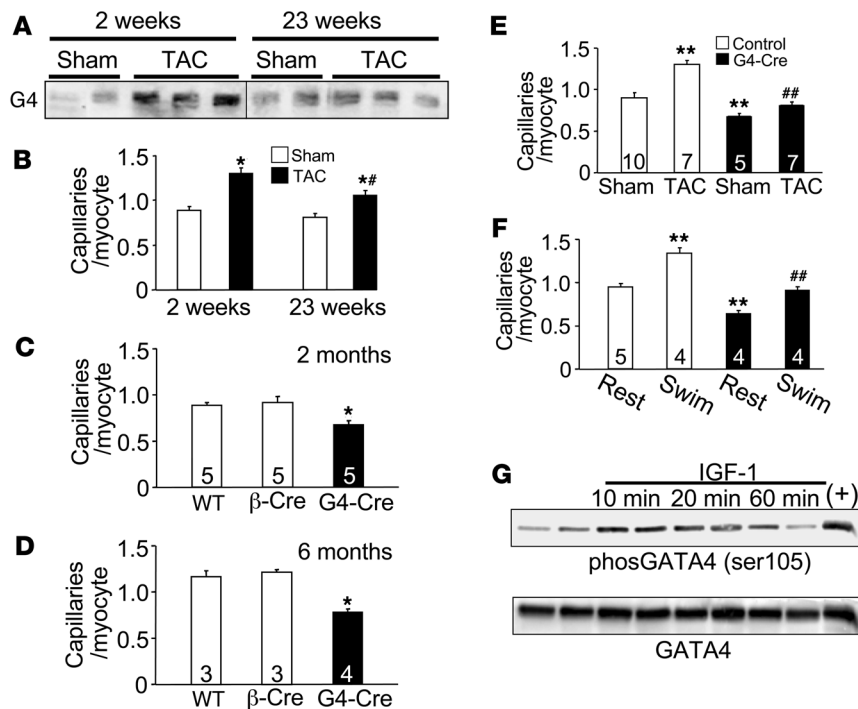 A
2 weeks 23 weeks
Sham TAC Sham TAC
G4
B
Capillaries
/myocyte
1.5
1.0
0.5
0
Sham
TAC
*
*#
2 weeks 23 weeks
C
Capillaries
/myocyte
1.5
1.0
0.5
0
2 months
*
5 5 5
WT β-Cre G4-Cre
D
Capillaries
/myocyte
1.5
1.0
0.5
0
6 months
*
3 3 4
WT β-Cre G4-Cre
E
Capillaries
/myocyte
1.5
1.0
0.5
0
Control
G4-Cre
** ** ##
10 7 5 7
Sham TAC Sham TAC
F
Capillaries
/myocyte
1.5
1.0
0.5
0
** ** ##
5 4 4 4
Rest Swim Rest Swim
G
IGF-1
10 min 20 min 60 min (+)
phosGATA4 (ser105)
GATA4